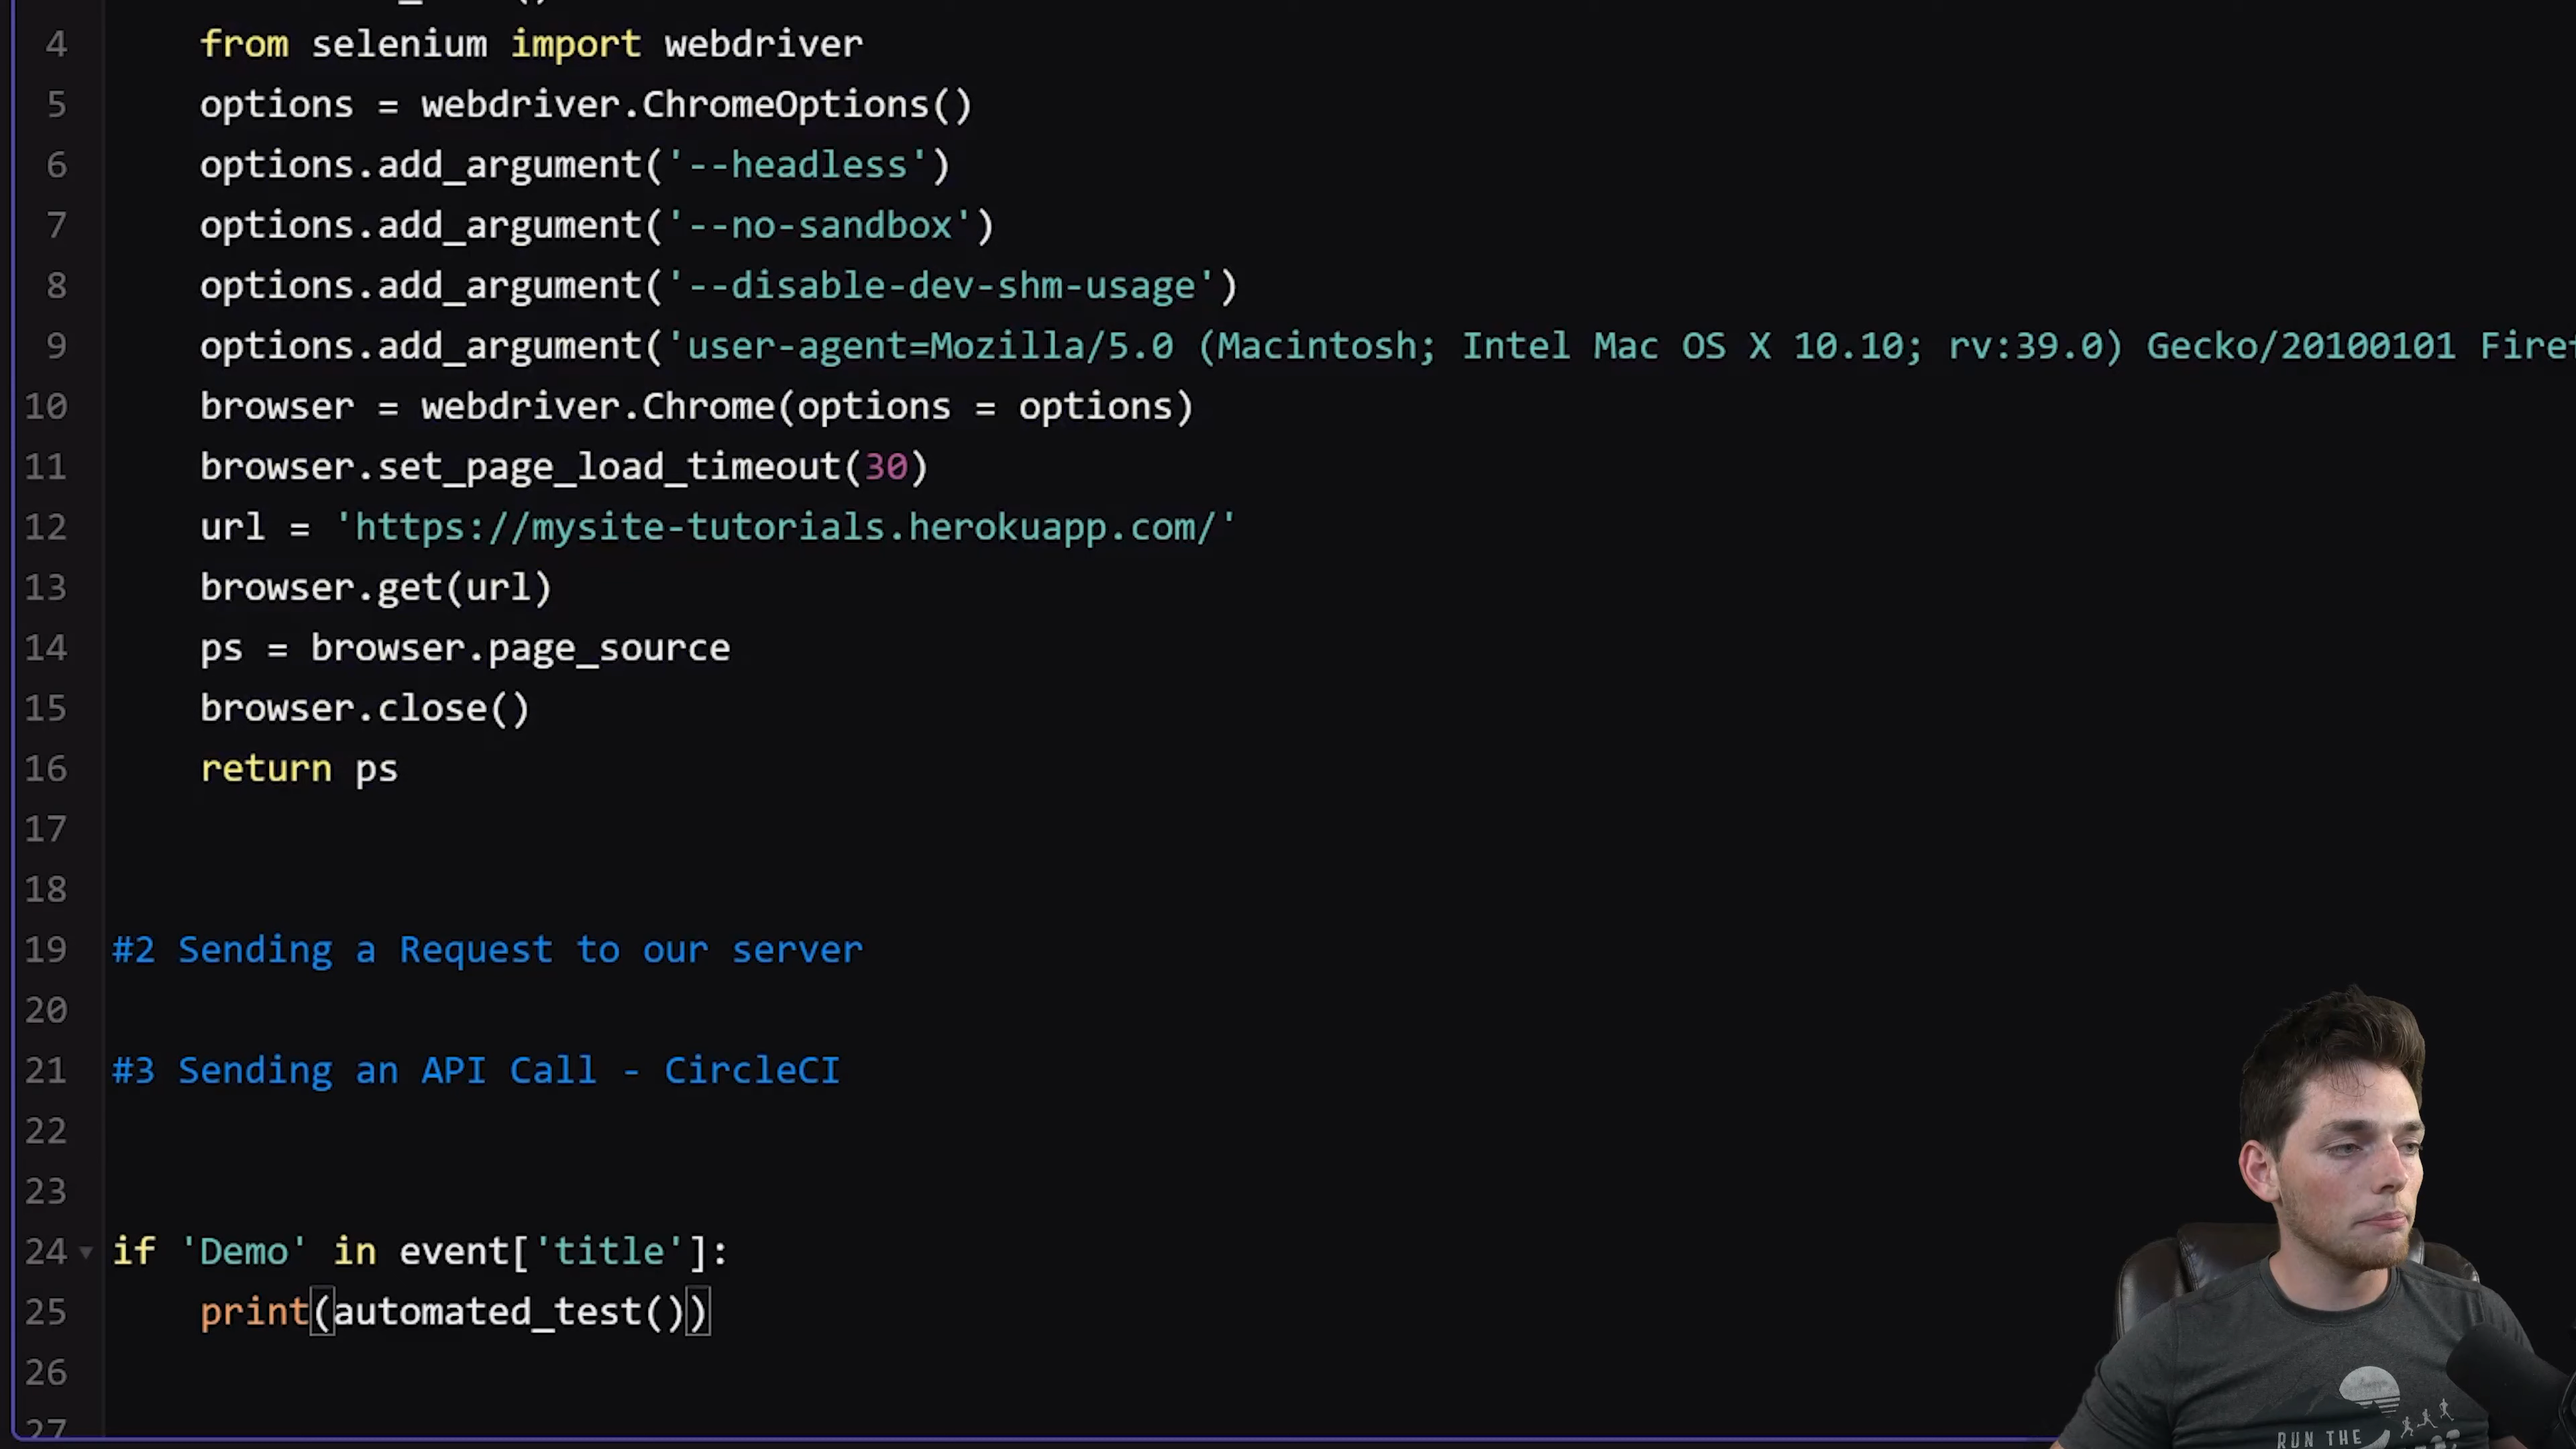 4 from selenium import webdriver
5 options = webdriver.ChromeOptions()
6 options.add_argument('--headless')
7 options.add_argument('--no-sandbox')
8 options.add_argument('--disable-dev-shm-usage')
9 options.add_argument('user-agent=Mozilla/5.0 (Macintosh; Intel Mac OS X 10.10; rv:39.0) Gecko/20100101
10 browser = webdriver.Chrome(options = options)
11 browser.set_page_load_timeout(30)
12 url = 'https://mysite-tutorials.herokuapp.com/'
13 browser.get(url)
14 ps = browser.page_source
15 browser.close()
16 return ps
17
18
19 #2 Sending a Request to our server
20
21 #3 Sending an API Call - CircleCI
22
23
24 if 'Demo' in event['title']:
25 print(automated_test())
26
27
RUN THE